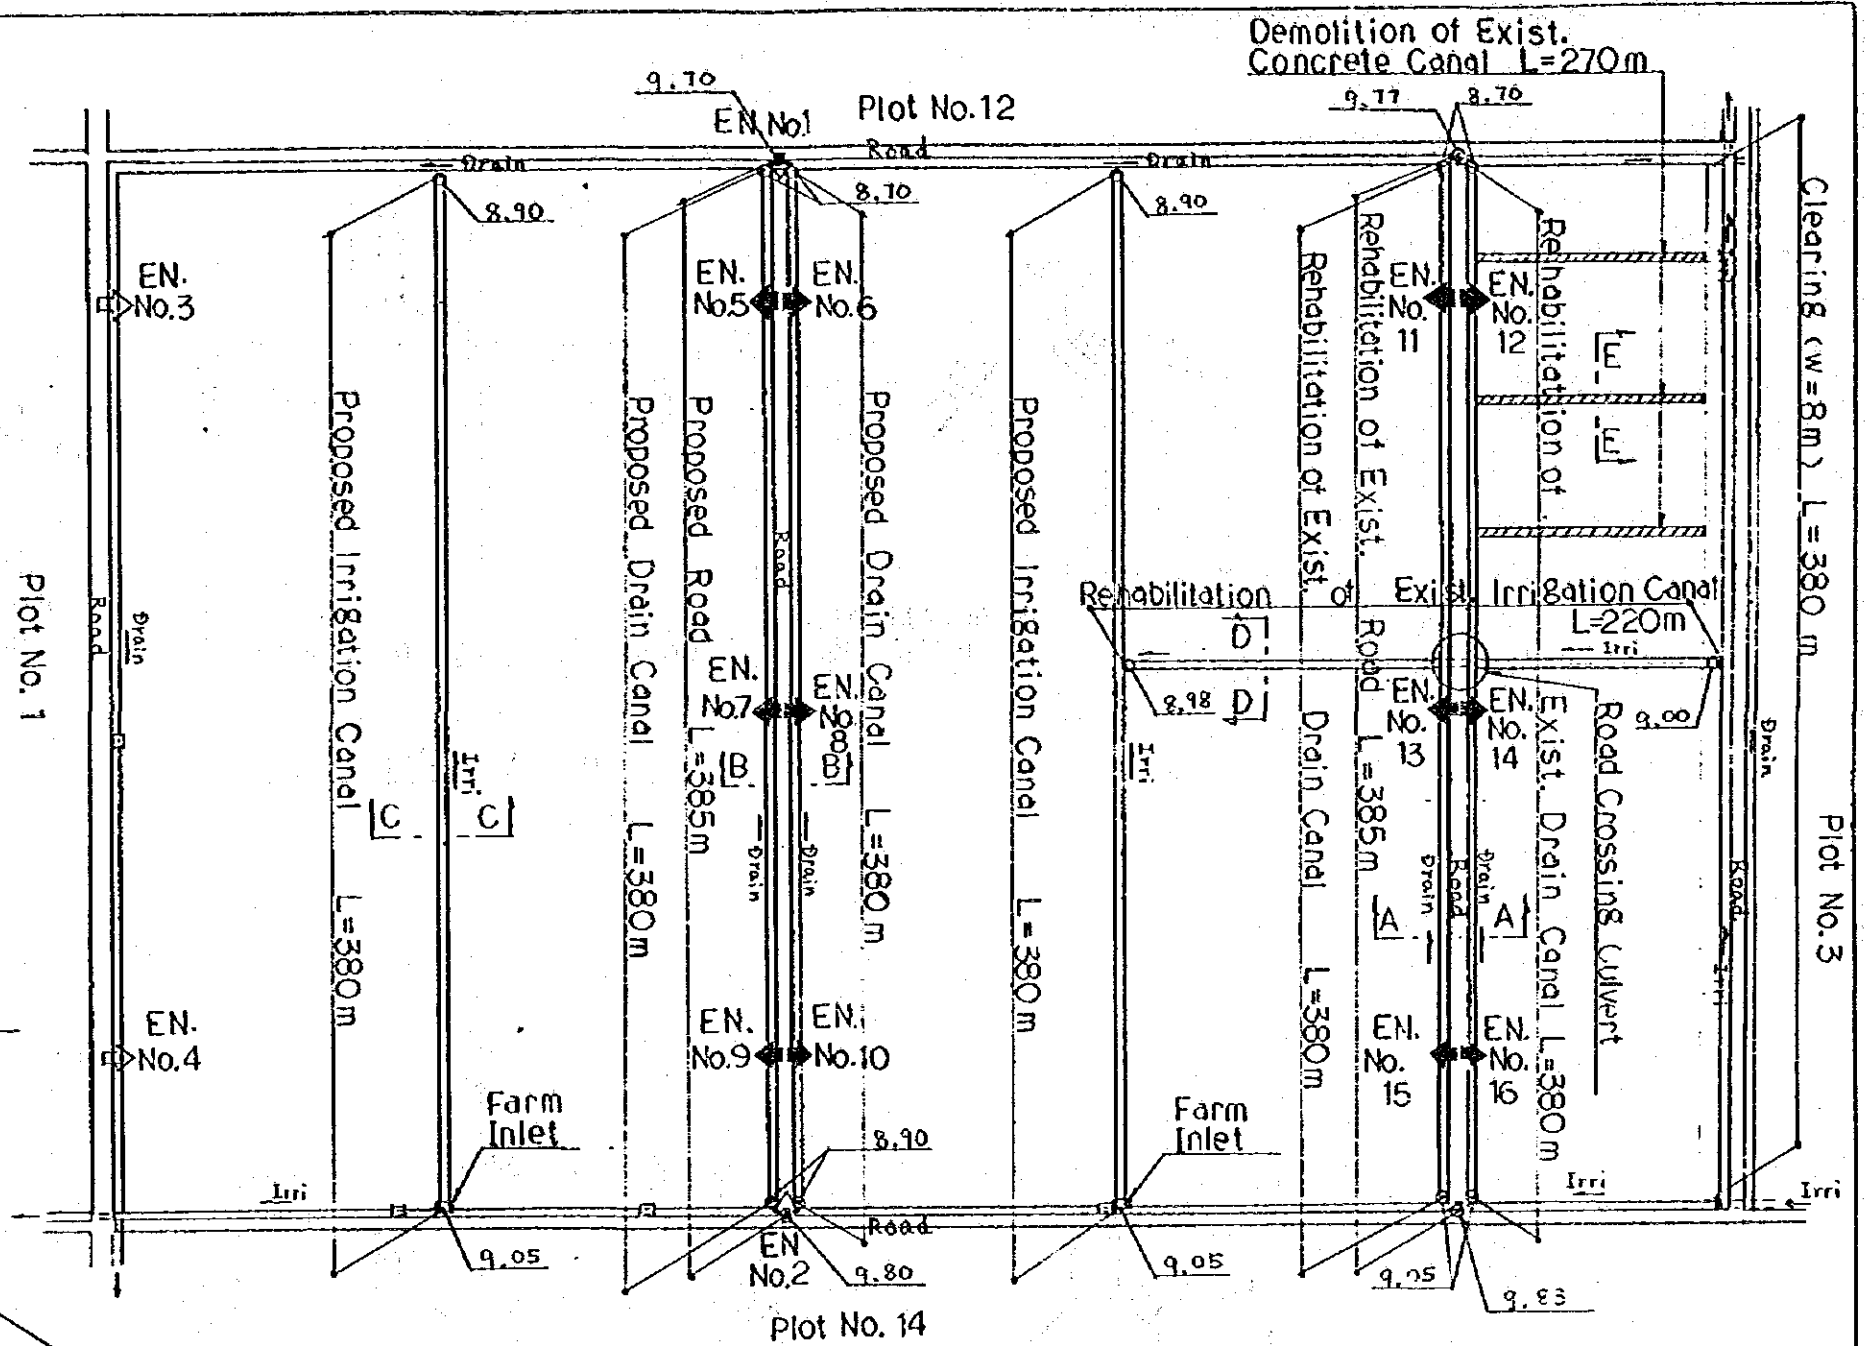 Demolition of Exist.
Concrete Canal L=270m
9.70
Plot No.12
EN No.1
Road
Drain
Drain
9.77
8.70
8.90
8.70
8.90
EN.
No.3
EN.
No.5
EN.
No.6
EN.
No.
11
EN.
No.
12
E
E
Clearing (w=8m) L=380m
Proposed Irrigation Canal L=380m
Proposed Drain Canal L=380m
Proposed Road L=385m
Road
Proposed Drain Canal L=380m
Proposed Irrigation Canal L=380m
Rehabilitation of Exist. Drain Canal L=380m
Rehabilitation of Exist. Road L=385m
Rehabilitation of Exist. Drain Canal L=380m
Rehabilitation of Exist. Irrigation Canal
L=220m
Irri
D
D
8.98
9.00
Road Crossing Culvert
Plot No. 1
Road
Drain
Irri
C
C
EN.
No.7
EN.
No.8
B
B
Drain
Drain
Irri
EN.
No.
13
EN.
No.
14
Drain
Road
Drain
A
A
Drain
Road
Irri
Plot No.3
EN.
No.4
EN.
No.9
EN.
No.10
EN.
No.
15
EN.
No.
16
Farm
Inlet
8.90
Farm
Inlet
Irri
Irri
Irri
Road
9.05
EN
No.2
9.80
9.05
9.83
Plot No. 14